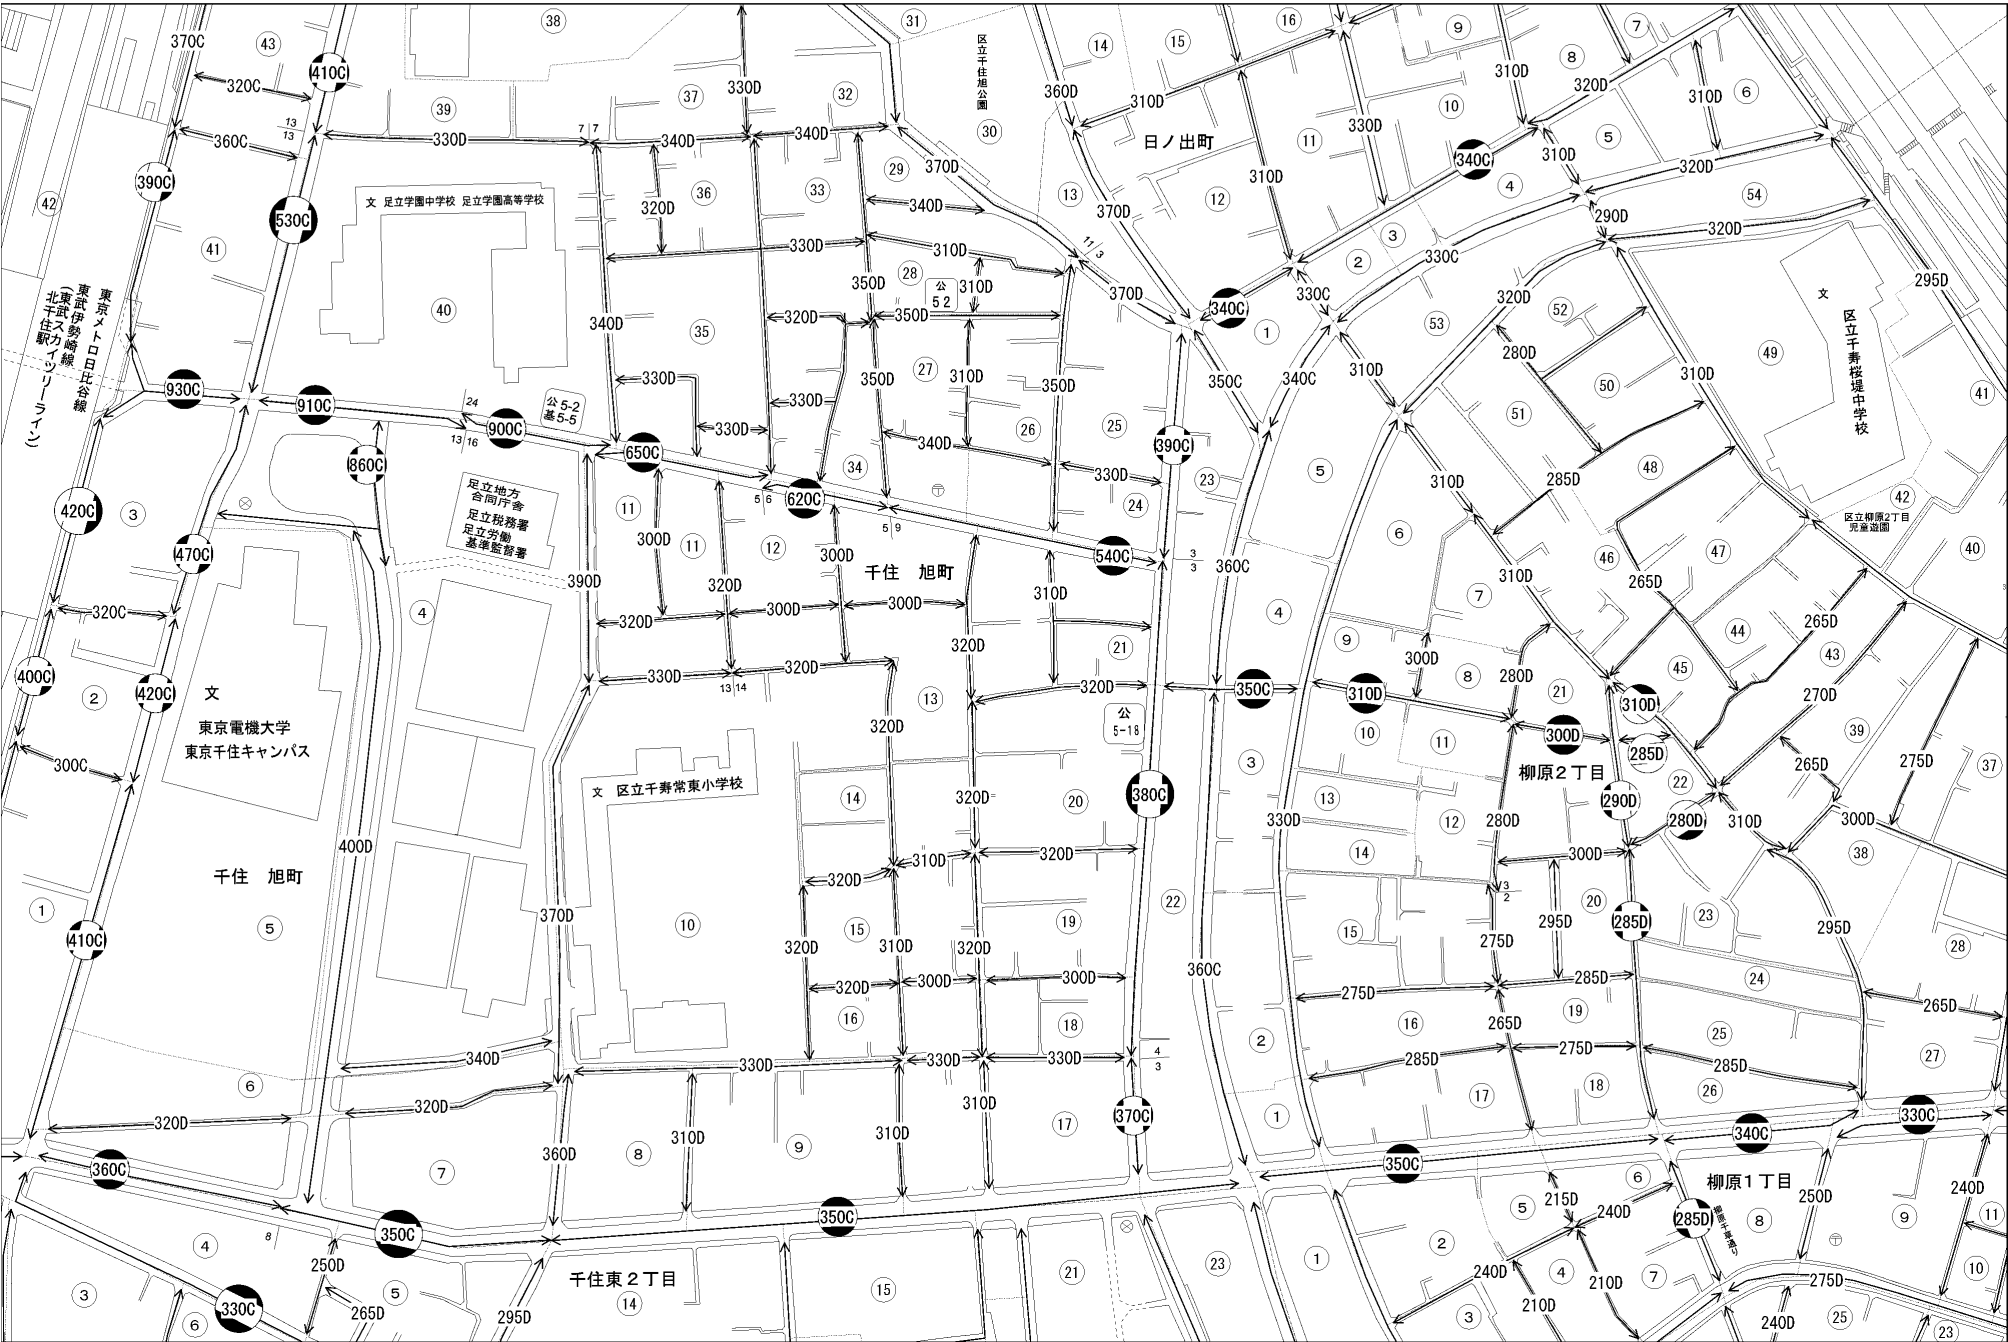 370C
43
410C
38
31
区立千住旭公園
30
14
15
16
9
7
8
320C
330D
37
32
39
360D
310D
310D
10
320D
310D
6
13
13
360C
330D
7 7
340D
340D
日ノ出町
11
330D
340C
5
390C
42
530C
文 足立学園中学校 足立学園高等学校
36
320D
33
29
370D
340D
13
370D
12
310D
310D
4
320D
54
290D
41
330D
310D
11
3
3
2
330C
320D
295D
40
340D
35
28
350D
公
52
310D
370D
330C
340C
320D
52
53
文
区立千寿桜堤中学校
東京メトロ日比谷線
東武伊勢崎線
(東武スカイツリーライン)
北千住駅
320D
350D
27
1
280D
49
930C
910C
24
公5-2
基5-5
330D
330D
350D
310D
350D
350C
340C
310D
50
310D
51
41
13 16
900C
650C
330D
340D
26
25
390C
860C
34
330D
23
5
48
285D
310D
420C
3
足立地方
合同庁舎
足立税務署
足立労働
基準監督署
11
5 6
620C
〒
24
6
42
区立柳原2丁目
児童遊園
470C
300D
11
12
300D
5 9
540C
3
3
46
47
40
千住 旭町
360C
310D
265D
390D
320D
310D
7
320C
4
320D
300D
300D
4
44
265D
400C
320D
21
9
300D
8
280D
45
43
420C
文
330D
320D
13 14
13
320D
350C
310D
21
310D
270D
2
東京電機大学
東京千住キャンパス
320D
公
5-18
10
11
300D
285D
39
300C
3
柳原2丁目
22
265D
275D
37
文 区立千寿常東小学校
14
320D
20
380C
13
12
290D
280D
330D
280D
310D
300D
400D
310D
320D
14
300D
38
千住 旭町
320D
3
2
1
370D
22
20
23
410C
5
10
15
19
15
295D
285D
295D
320D
310D
320D
275D
28
360C
24
320D
300D
300D
275D
285D
265D
16
18
16
265D
19
25
2
340D
330D
330D
330D
4
3
285D
275D
285D
27
6
18
26
320D
320D
310D
17
370C
1
17
340C
330C
360C
7
360D
8
310D
9
310D
350C
6
柳原1丁目
350C
350C
5
215D
240D
285D
柳原千草通り
8
250D
9
240D
11
4
8
250D
2
240D
4
210D
7
275D
10
330C
265D
5
千住東2丁目
14
15
21
23
1
3
6
295D
210D
3
240D
25
23